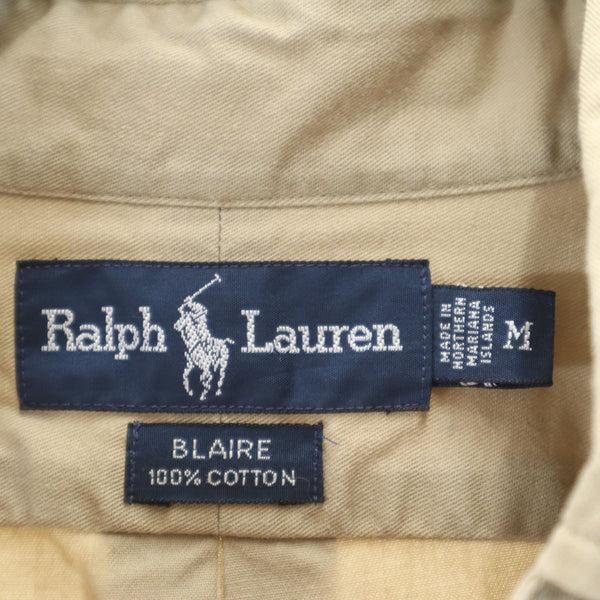 Ralph Lauren
MADE IN
NORTHERN
MARIANA
ISLANDS
M
BLAIRE
100% COTTON